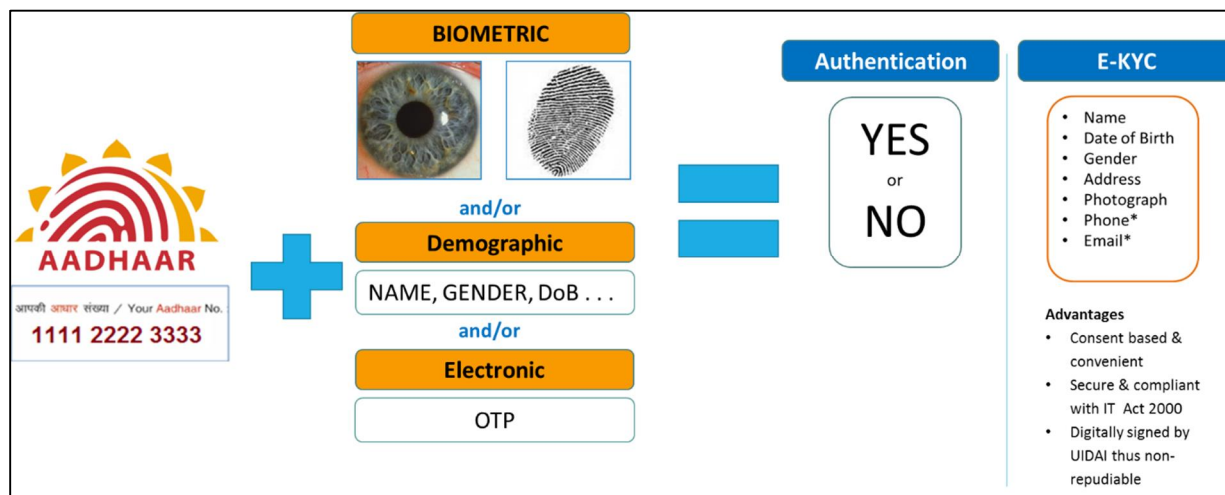 AADHAAR
आपकी आधार संख्या / Your Aadhaar No. :
1111 2222 3333
BIOMETRIC
and/or
Demographic
NAME, GENDER, DoB . . .
and/or
Electronic
OTP
Authentication
YES
or
NO
E-KYC
• Name
• Date of Birth
• Gender
• Address
• Photograph
• Phone*
• Email*
Advantages
• Consent based &
convenient
• Secure & compliant
with IT Act 2000
• Digitally signed by
UIDAI thus non-
repudiable